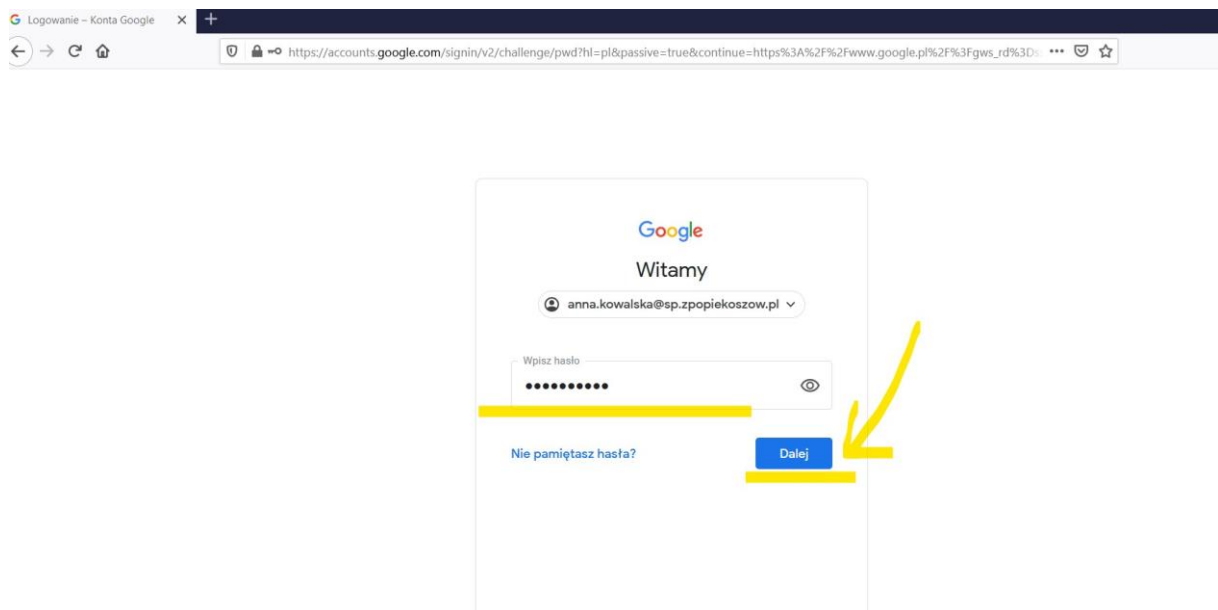 Logowanie – Konta Google
https://accounts.google.com/signin/v2/challenge/pwd?hl=pl&passive=true&continue=https%3A%2F%2Fwww.google.pl%2F%3Fgws_rd%3Ds
Google
Witamy
anna.kowalska@sp.zpopiekoszow.pl
Wpisz hasło
••••••••••
Nie pamiętasz hasła?
Dalej